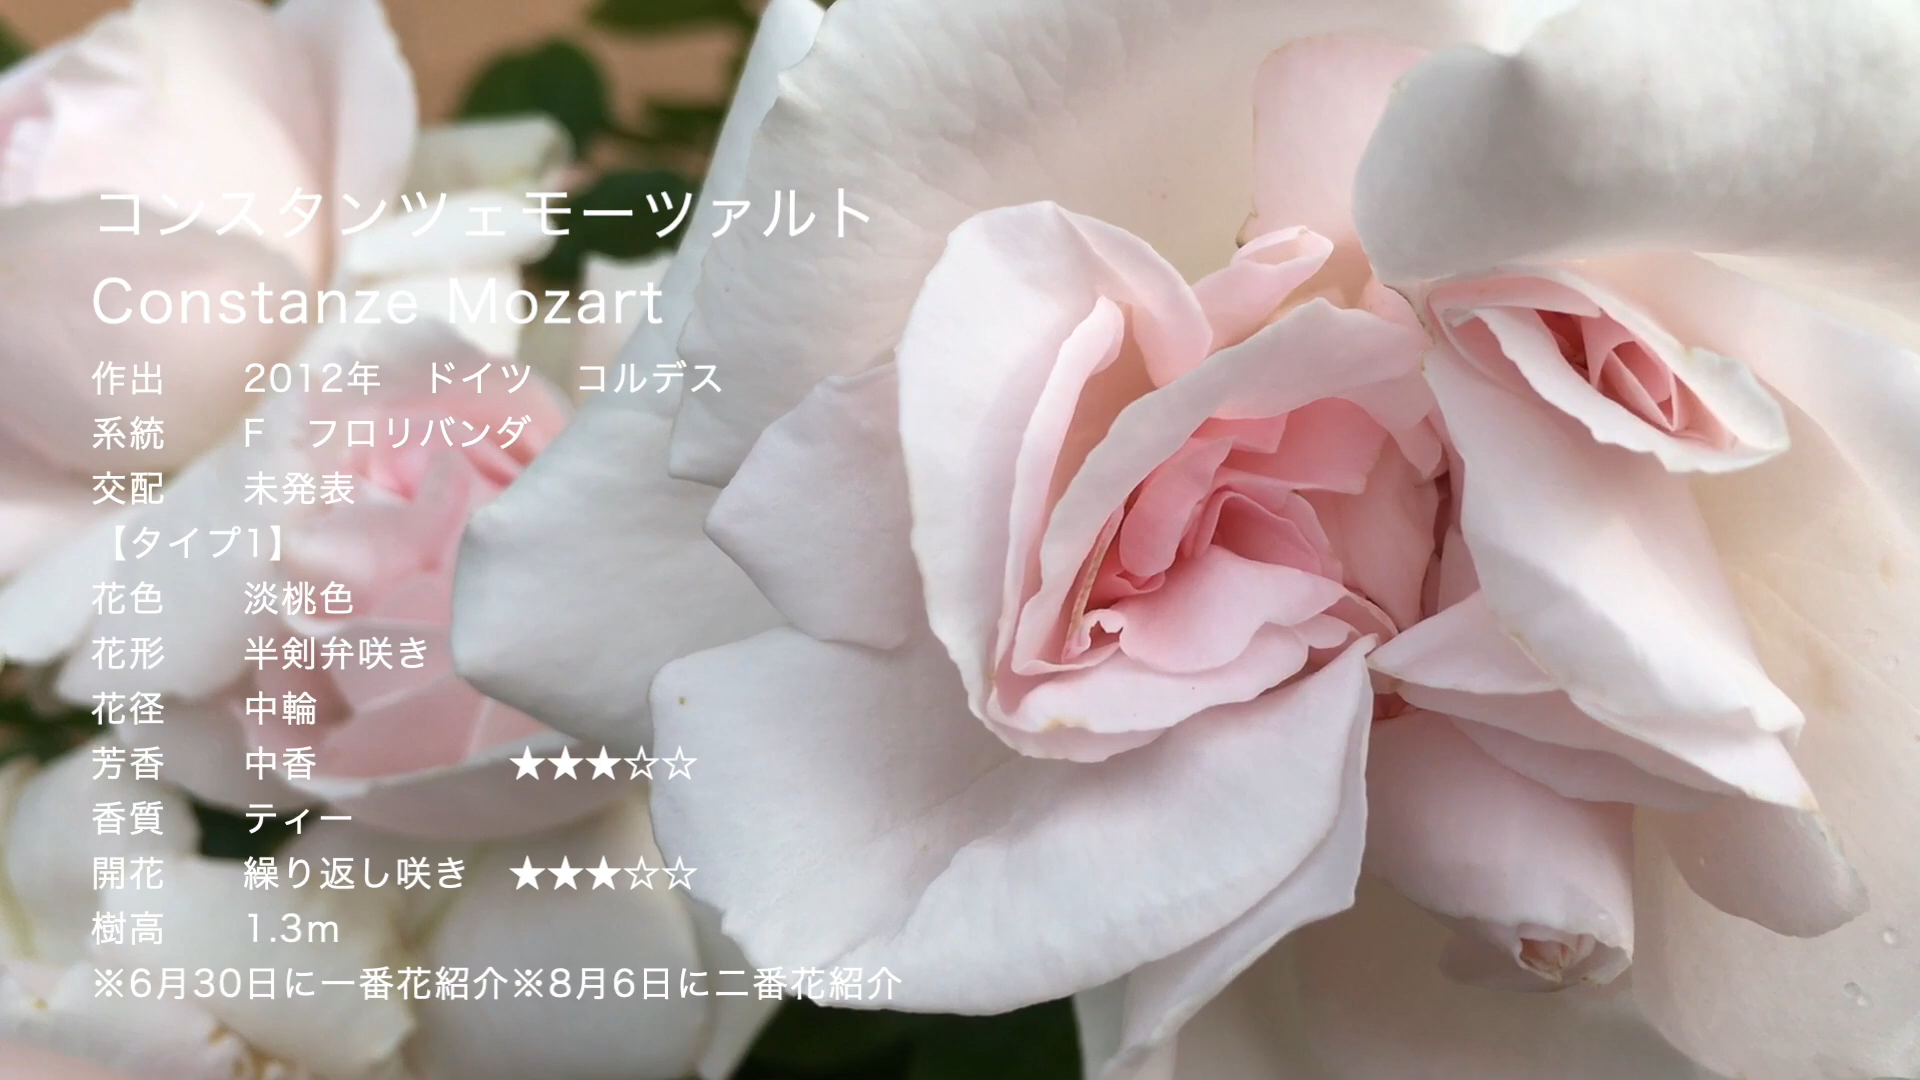 コンスタンツェモーツァルト
Constanze Mozart
作出　2012年　ドイツ　コルデス
系統　F　フロリバンダ
交配　未発表
【タイプ1】
花色　淡桃色
花形　半剣弁咲き
花径　中輪
芳香　中香　★★★☆☆
香質　ティー
開花　繰り返し咲き　★★★☆☆
樹高　1.3m
※6月30日に一番花紹介※8月6日に二番花紹介